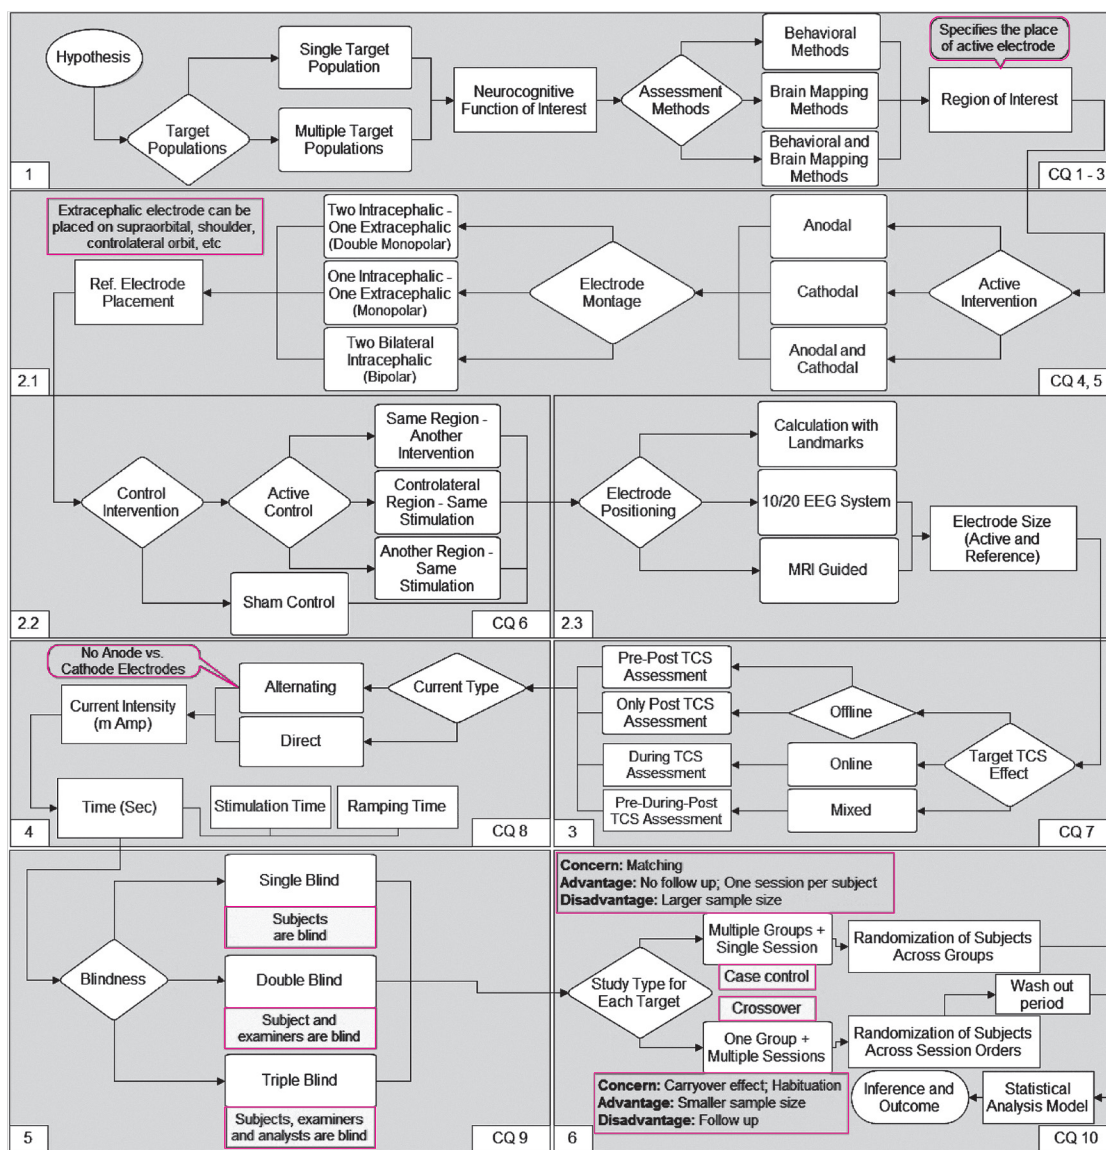 Hypothesis
Single Target
Population
Target
Populations
Multiple Target
Populations
Neurocognitive
Function of Interest
Assessment
Methods
Behavioral
Methods
Brain Mapping
Methods
Behavioral and
Brain Mapping
Methods
Specifies the place
of active electrode
Region of Interest
1
CQ 1 - 3
Extracephalic electrode can be
placed on supraorbital, shoulder,
controlateral orbit, etc
Ref. Electrode
Placement
Two Intracephalic -
One Extracephalic
(Double Monopolar)
One Intracephalic -
One Extracephalic
(Monopolar)
Two Bilateral
Intracephalic
(Bipolar)
Electrode
Montage
Anodal
Cathodal
Anodal and
Cathodal
Active
Intervention
2.1
CQ 4, 5
Control
Intervention
Active
Control
Same Region -
Another
Intervention
Controlateral
Region - Same
Stimulation
Another Region -
Same
Stimulation
Sham Control
2.2
CQ 6
Electrode
Positioning
Calculation with
Landmarks
10/20 EEG System
MRI Guided
Electrode Size
(Active and
Reference)
2.3
No Anode vs.
Cathode Electrodes
Current Intensity
(m Amp)
Alternating
Direct
Current Type
Time (Sec)
Stimulation Time
Ramping Time
4
CQ 8
Pre-Post TCS
Assessment
Only Post TCS
Assessment
During TCS
Assessment
Pre-During-Post
TCS Assessment
Offline
Online
Mixed
Target TCS
Effect
3
CQ 7
Blindness
Single Blind
Subjects
are blind
Double Blind
Subject and
examiners are blind
Triple Blind
Subjects, examiners
and analysts are blind
5
CQ 9
Concern: Matching
Advantage: No follow up; One session per subject
Disadvantage: Larger sample size
Study Type for
Each Target
Multiple Groups +
Single Session
Case control
Crossover
One Group +
Multiple Sessions
Randomization of Subjects
Across Groups
Wash out
period
Randomization of Subjects
Across Session Orders
Concern: Carryover effect; Habituation
Advantage: Smaller sample size
Disadvantage: Follow up
Inference and
Outcome
Statistical
Analysis Model
6
CQ 10